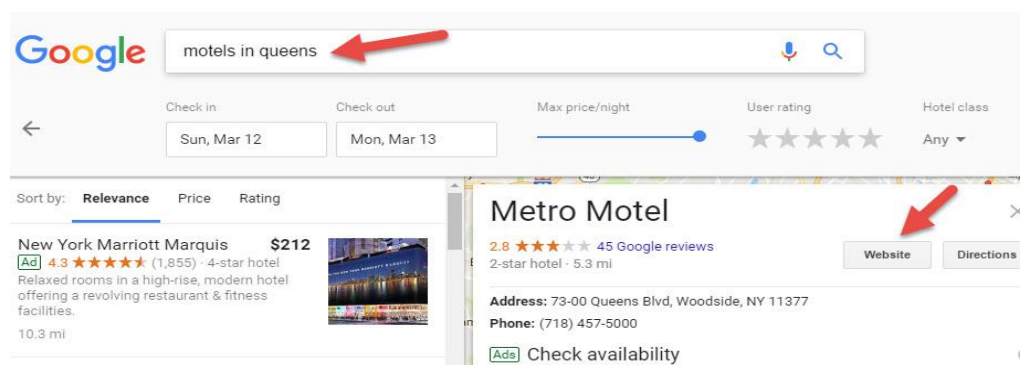 Google
motels in queens
Check in
Check out
Max price/night
User rating
Hotel class
Sun, Mar 12
Mon, Mar 13
Any
Sort by: Relevance Price Rating
New York Marriott Marquis $212
Ad 4.3 (1,855) · 4-star hotel
Relaxed rooms in a high-rise, modern hotel
offering a revolving restaurant & fitness
facilities.
10.3 mi
Metro Motel
2.8 45 Google reviews
2-star hotel · 5.3 mi
Website
Directions
Address: 73-00 Queens Blvd, Woodside, NY 11377
Phone: (718) 457-5000
Ads Check availability